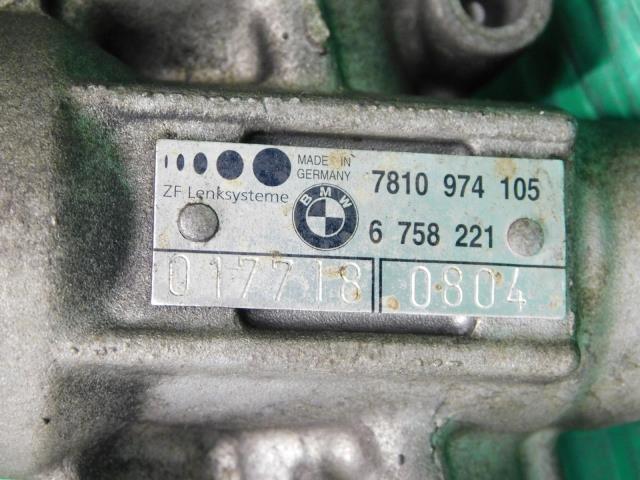 MADE IN
GERMANY
7810 974 105
ZF Lenksysteme
BMW
6 758 221
017718 0804